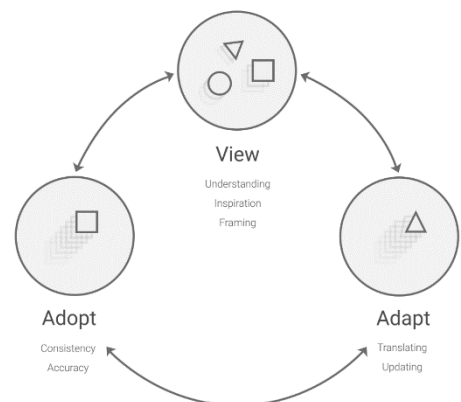 View
Understanding
Inspiration
Framing
Adopt
Consistency
Accuracy
Adapt
Translating
Updating